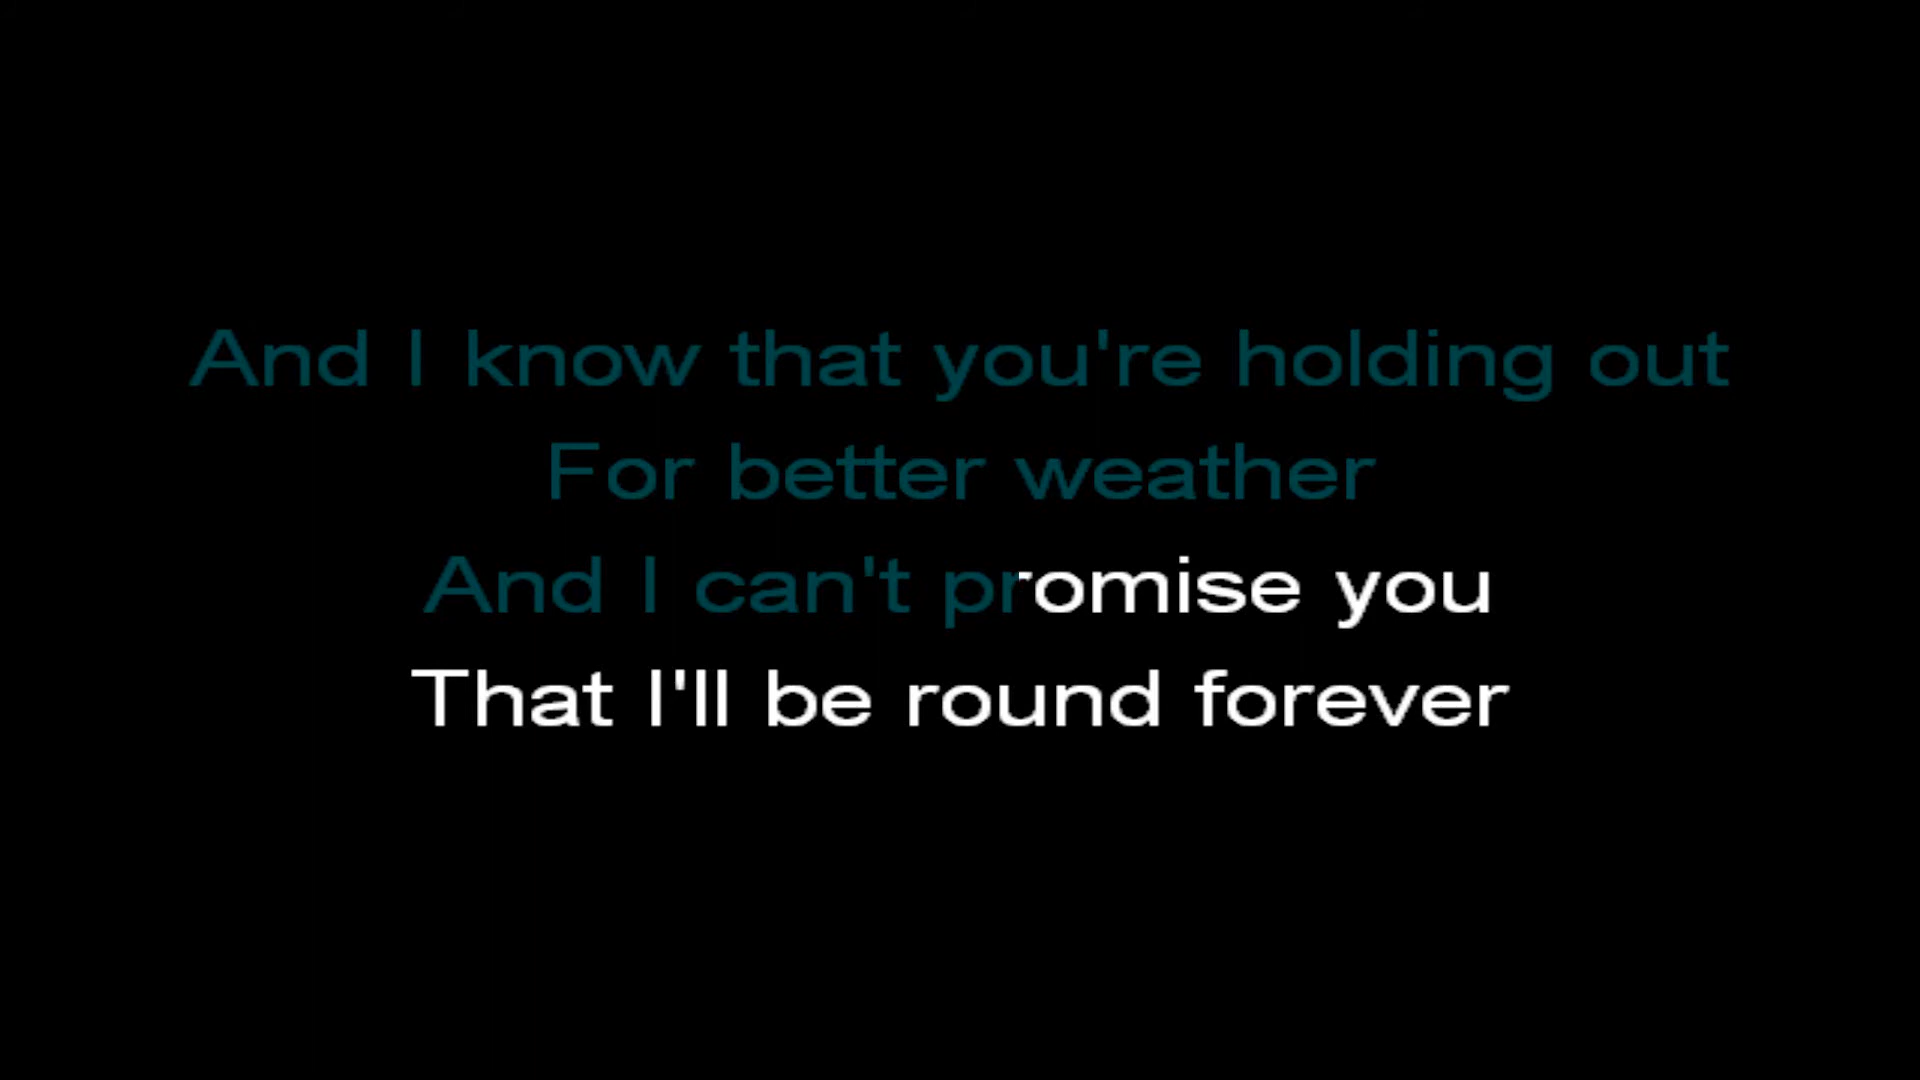 And I know that you're holding out
For better weather
And I can't promise you
That I'll be round forever